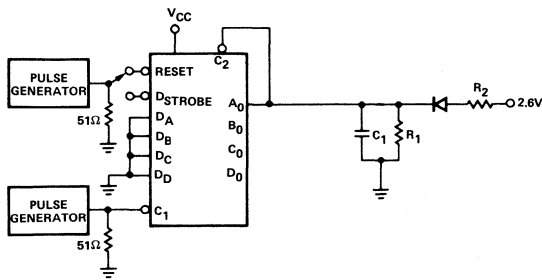 VCC
C2
PULSE
GENERATOR
RESET
51Ω
DSTROBE
DA
DB
DC
DD
A0
B0
C0
D0
C1
R1
R2
2.6V
PULSE
GENERATOR
C1
51Ω